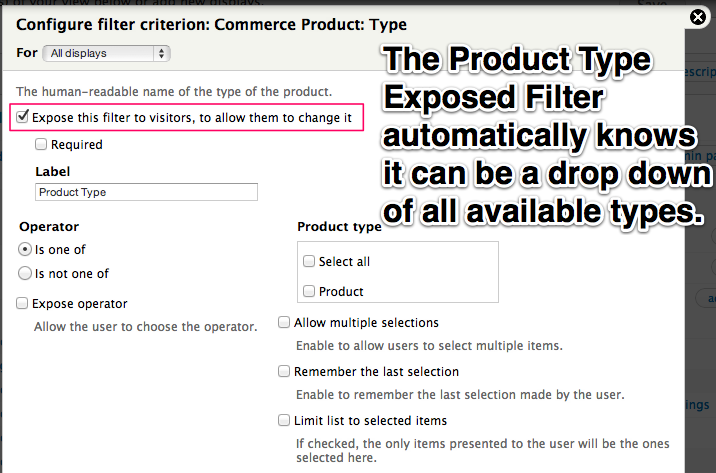 Configure filter criterion: Commerce Product: Type
For All displays
The human-readable name of the type of the product.
Expose this filter to visitors, to allow them to change it
Required
Label
Product Type
Operator
Is one of
Is not one of
Expose operator
Allow the user to choose the operator.
Product type
Select all
Product
Allow multiple selections
Enable to allow users to select multiple items.
Remember the last selection
Enable to remember the last selection made by the user.
Limit list to selected items
If checked, the only items presented to the user will be the ones
selected here.
The Product Type
Exposed Filter
automatically knows
it can be a drop down
of all available types.